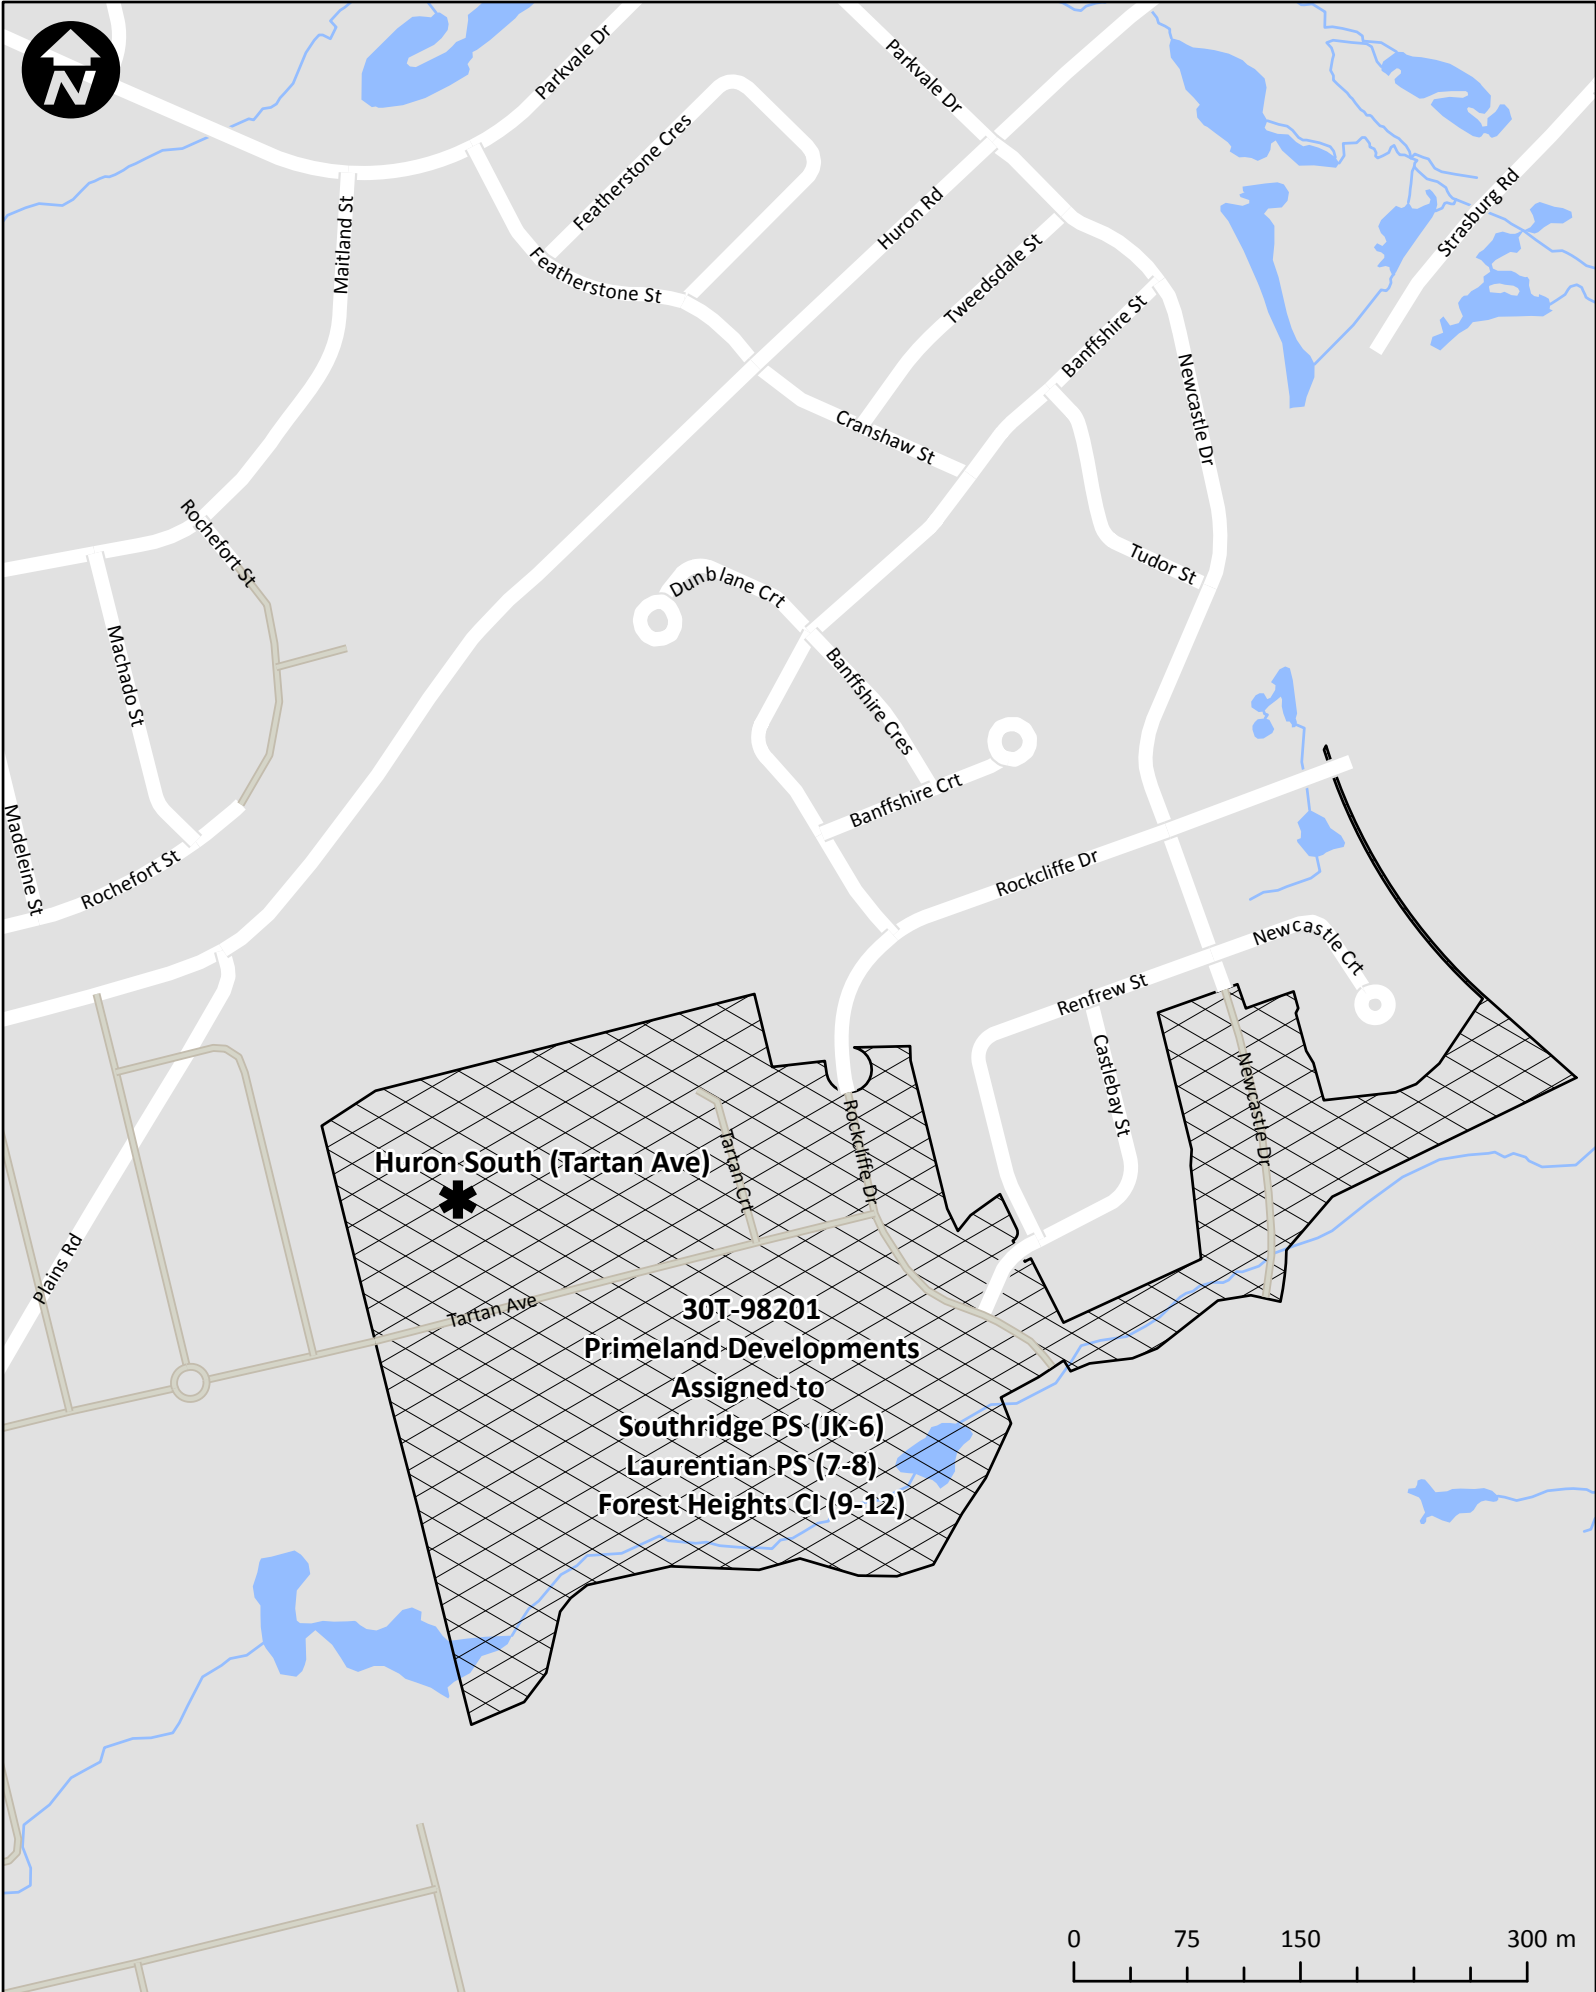 N
Parkvale Dr
Parkvale Dr
Featherstone Cres
Huron Rd
Strasburg Rd
Maitland St
Featherstone St
Tweedsdale St
Banffshire St
Newcastle Dr
Cranshaw St
Rochefort St
Tudor St
Dunblane Crt
Machado St
Banffshire Cres
Banffshire Crt
Madeleine St
Rochefort St
Rockcliffe Dr
Newcastle Crt
Renfrew St
Castlebay St
Newcastle Dr
Rockcliffe Dr
Tartan Crt
Huron South (Tartan Ave)
Plains Rd
Tartan Ave
30T-98201
Primeland Developments
Assigned to
Southridge PS (JK-6)
Laurentian PS (7-8)
Forest Heights CI (9-12)
0 75 150 300 m